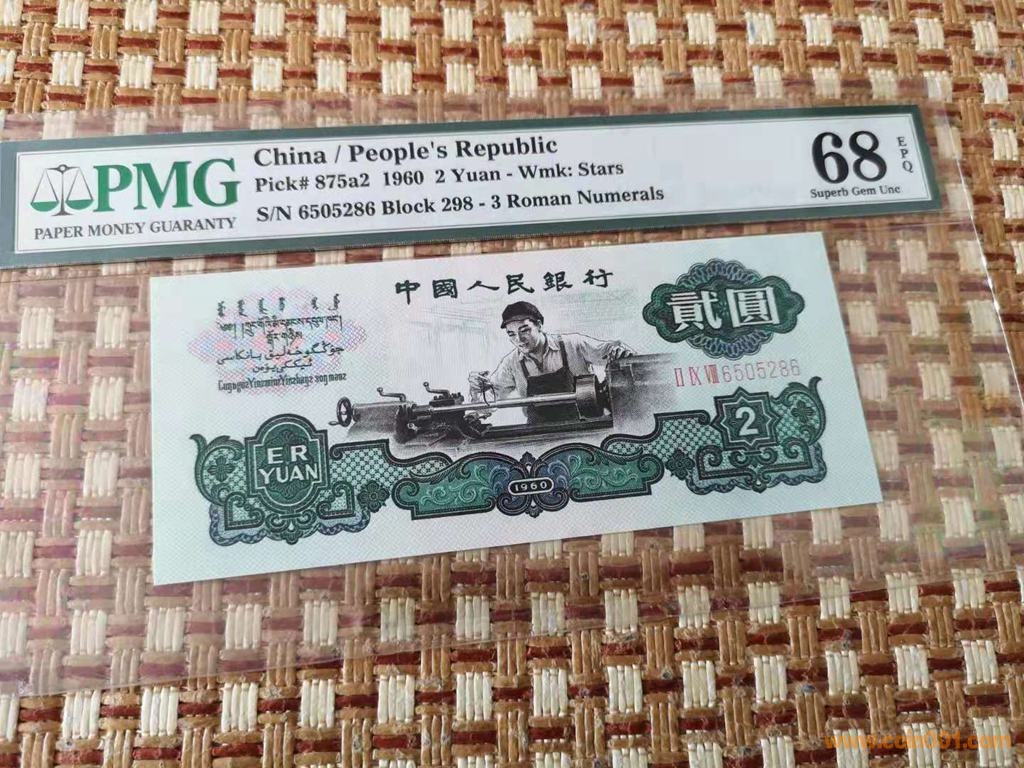 PMG
PAPER MONEY GUARANTY
China / People's Republic
Pick# 875a2 1960 2 Yuan - Wmk: Stars
S/N 6505286 Block 298 - 3 Roman Numerals
68
EPQ
Superb Gem Unc
中國人民銀行
貳圓
II IX VIII 6505286
ER
YUAN
1960
2